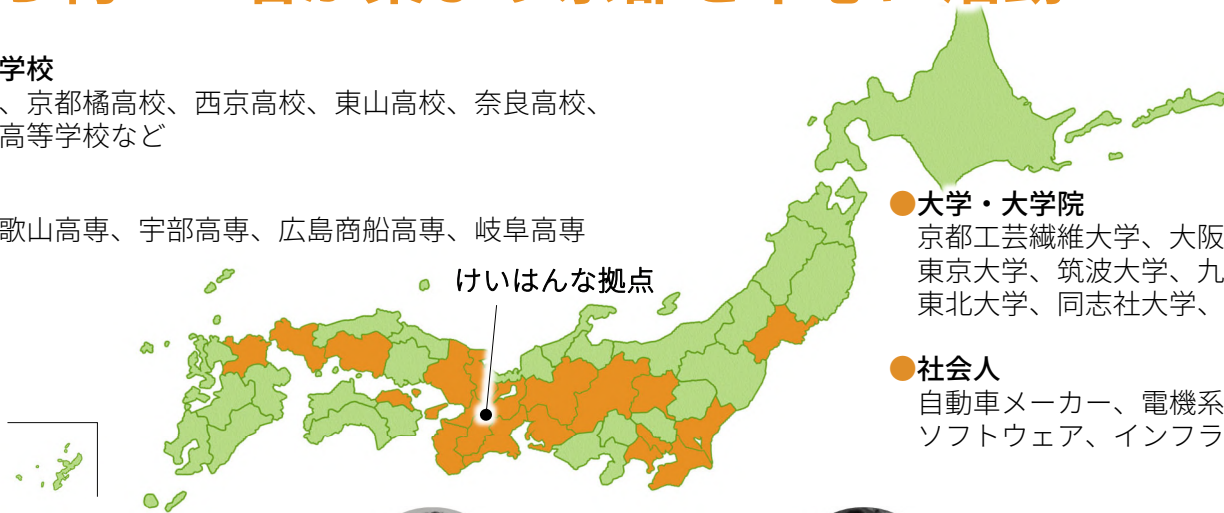 学校
、京都橘高校、西京高校、東山高校、奈良高校、
高等学校など
歌山高専、宇部高専、広島商船高専、岐阜高専
けいはんな拠点
●大学・大学院
京都工芸繊維大学、大阪
東京大学、筑波大学、九
東北大学、同志社大学、
●社会人
自動車メーカー、電機系
ソフトウェア、インフラ